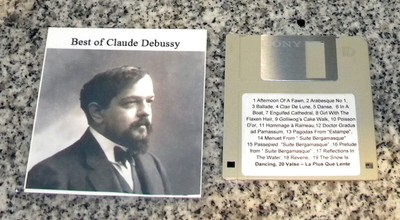 Best of Claude Debussy
SONY
1 Afternoon Of A Fawn, 2 Arabesque No 1,
3 Ballade, 4 Clair De Lune, 5 Danse, 6 In A
Boat, 7 Engulfed Cathedral, 8 Girl With The
Flaxen Hair, 9 Golliwog's Cake Walk, 10 Poisson
D'or, 11 Hommage à Rameau, 12 Doctor Gradus
ad Parnassum, 13 Pagodas From "Estampe",
14 Menuet From " Suite Bergamasque"
15 Passepied "Suite Bergamasque" 16 Prelude
from " Suite Bergamasque" 17 Reflections In
The Water, 18 Reverie, 19 The Snow Is
Dancing, 20 Valse – La Plus Que Lente